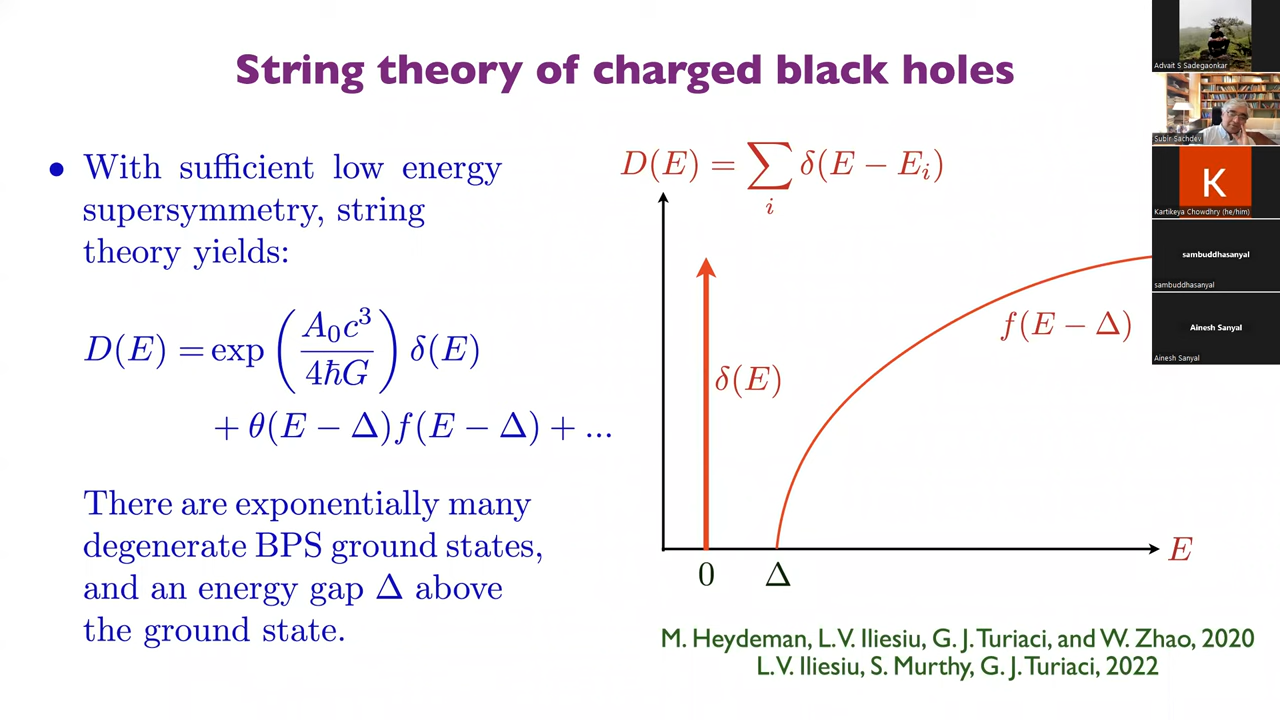 String theory of charged black holes
• With sufficient low energy
supersymmetry, string
theory yields:
D(E) = exp ( A₀c³ / 4ħG ) δ(E)
+ θ(E − Δ)f(E − Δ) + ...
There are exponentially many
degenerate BPS ground states,
and an energy gap Δ above
the ground state.
D(E) = ∑ᵢ δ(E − Eᵢ)
f(E − Δ)
δ(E)
0 Δ E
M. Heydeman, L.V. Iliesiu, G. J. Turiaci, and W. Zhao, 2020
L.V. Iliesiu, S. Murthy, G. J. Turiaci, 2022
Advait S Sadegaonkar
Subir Sachdev
K
Kartikeya Chowdhry (he/him)
sambuddhasanyal
sambuddhasanyal
Ainesh Sanyal
Ainesh Sanyal